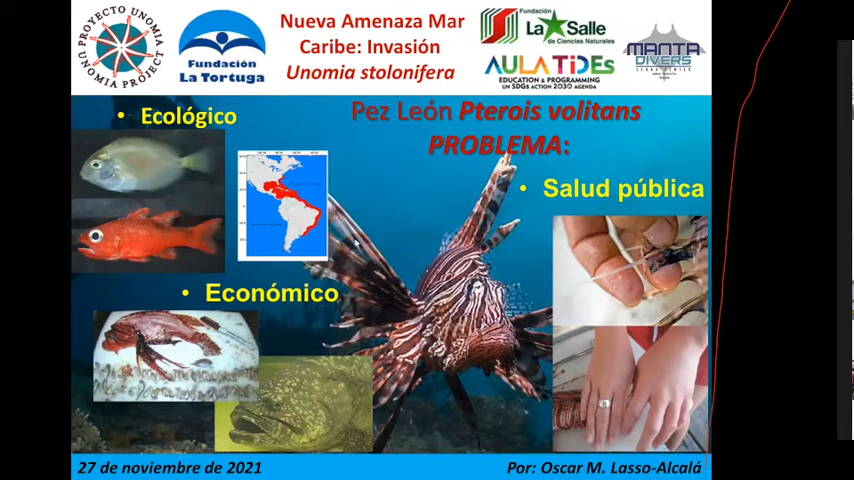 PROYECTO UNOMIA
UNOMIA PROJECT
Fundación
La Tortuga
Nueva Amenaza Mar
Caribe: Invasión
Unomia stolonifera
Fundación
La Salle
de Ciencias Naturales
AULA TiDEs
EDUCATION & PROGRAMMING
UN SDGs ACTION 2030 AGENDA
MANTA
DIVERS
SCUBA CENTER
• Ecológico
Pez León Pterois volitans
PROBLEMA:
• Salud pública
• Económico
27 de noviembre de 2021
Por: Oscar M. Lasso-Alcalá